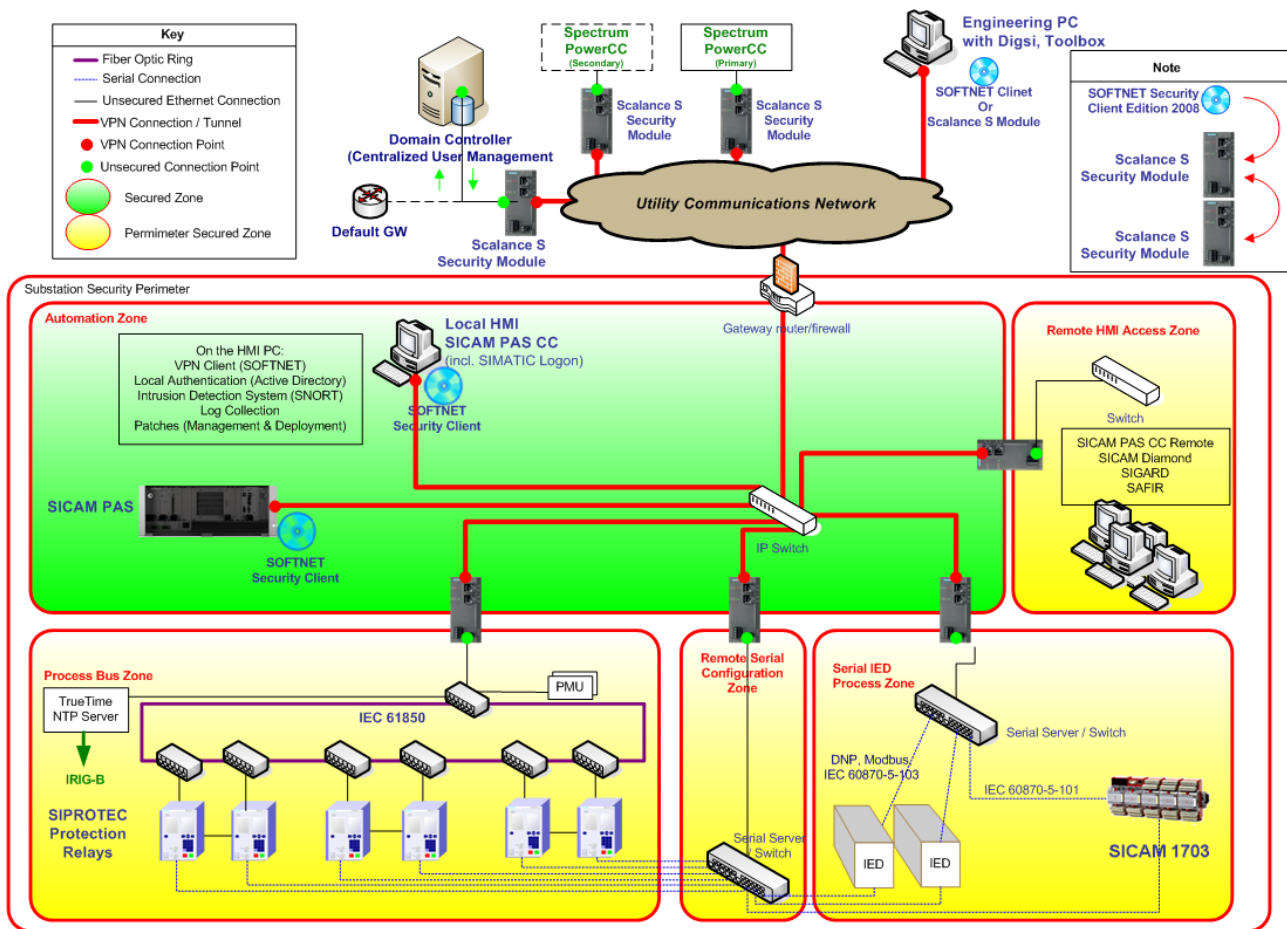 Key
Fiber Optic Ring
Serial Connection
Unsecured Ethernet Connection
VPN Connection / Tunnel
VPN Connection Point
Unsecured Connection Point
Secured Zone
Permimeter Secured Zone
Domain Controller
(Centralized User Management
Default GW
Scalance S
Security Module
Spectrum
PowerCC
(Secondary)
Scalance S
Security
Module
Spectrum
PowerCC
(Primary)
Scalance S
Security
Module
Engineering PC
with Digsi, Toolbox
SOFTNET Clinet
Or
Scalance S Module
Note
SOFTNET Security
Client Edition 2008
Scalance S
Security Module
Scalance S
Security Module
Utility Communications Network
Substation Security Perimeter
Gateway router/firewall
Automation Zone
On the HMI PC:
VPN Client (SOFTNET)
Local Authentication (Active Directory)
Intrusion Detection System (SNORT)
Log Collection
Patches (Management & Deployment)
Local HMI
SICAM PAS CC
(incl. SIMATIC Logon)
SOFTNET
Security Client
SICAM PAS
SOFTNET
Security Client
IP Switch
Remote HMI Access Zone
Switch
SICAM PAS CC Remote
SICAM Diamond
SIGARD
SAFIR
Process Bus Zone
TrueTime
NTP Server
IRIG-B
IEC 61850
PMU
SIPROTEC
Protection
Relays
Remote Serial
Configuration
Zone
Serial Server
/ Switch
Serial IED
Process Zone
Serial Server / Switch
DNP, Modbus,
IEC 60870-5-103
IEC 60870-5-101
IED
IED
SICAM 1703